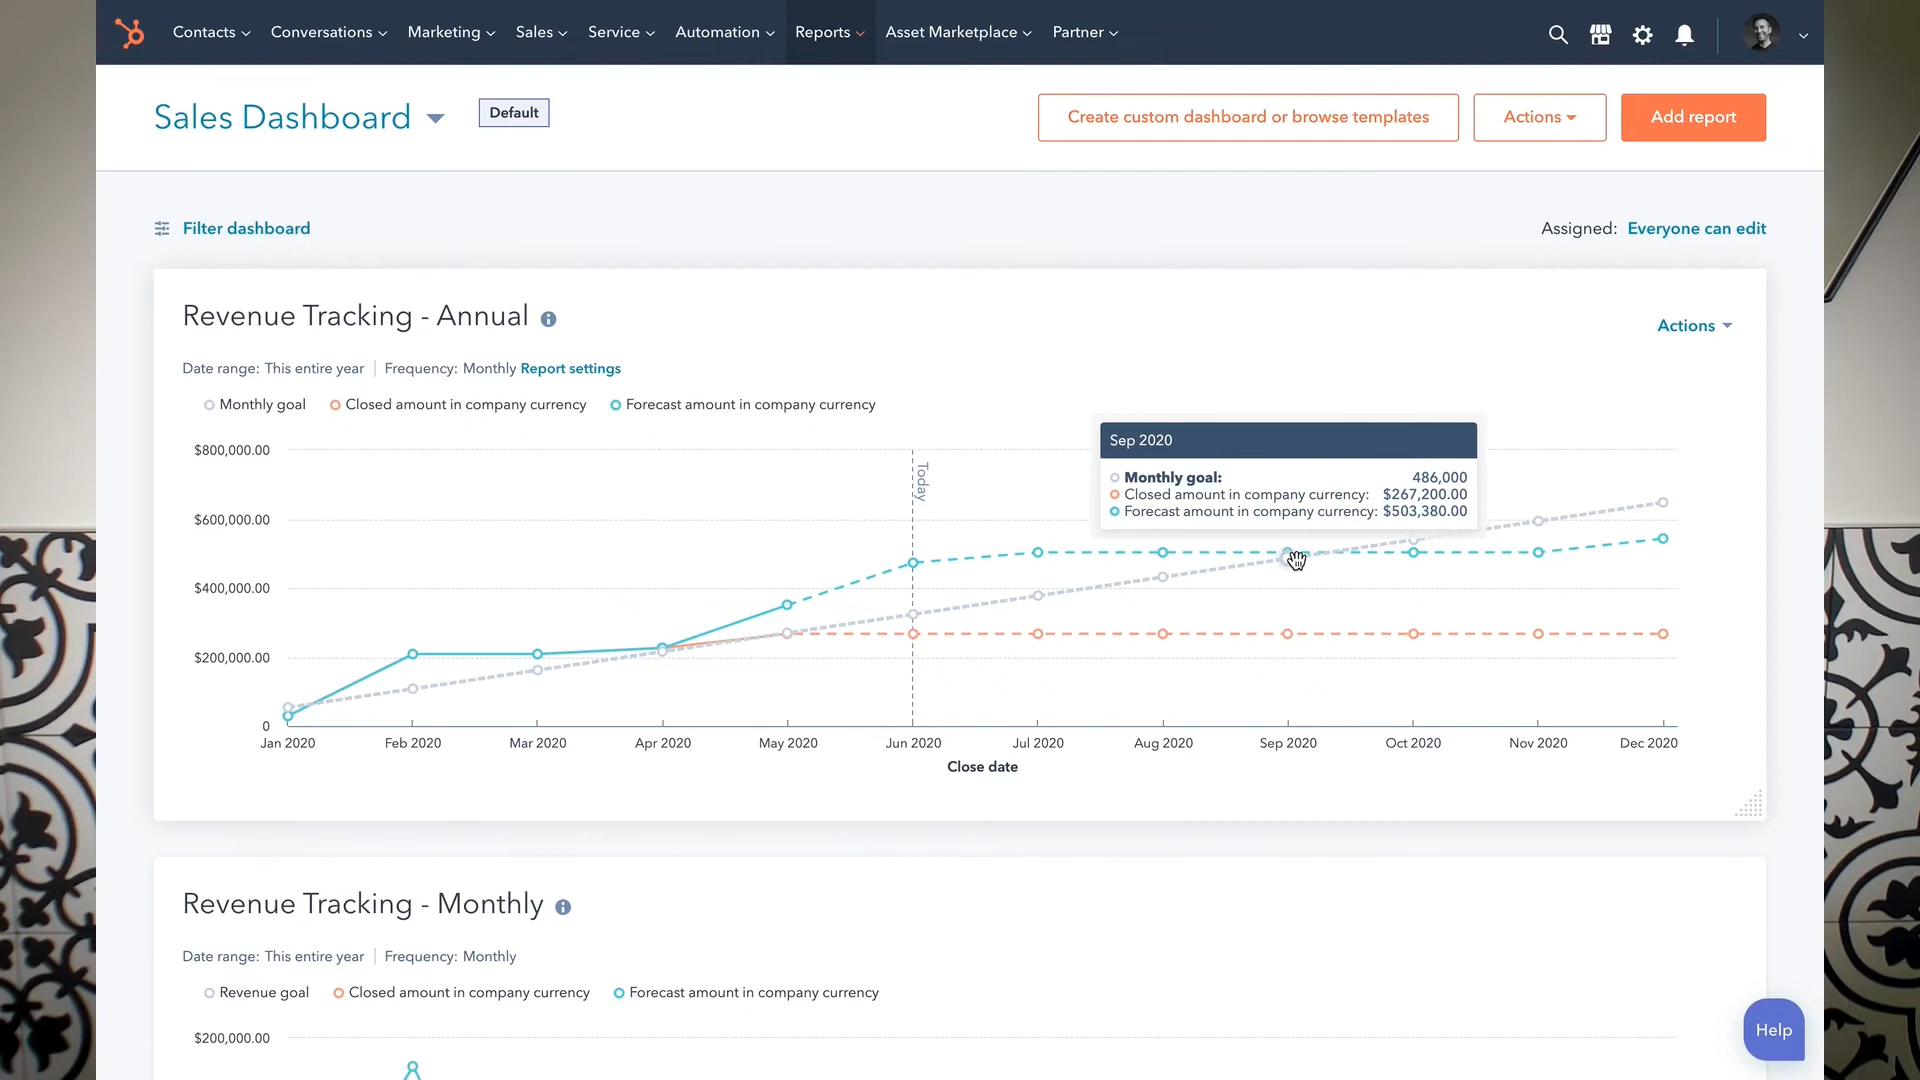 Contacts Conversations Marketing Sales Service Automation Reports Asset Marketplace Partner
Sales Dashboard
Default
Create custom dashboard or browse templates
Actions
Add report
Filter dashboard
Assigned: Everyone can edit
Revenue Tracking - Annual
Actions
Date range: This entire year | Frequency: Monthly Report settings
Monthly goal Closed amount in company currency Forecast amount in company currency
$800,000.00
$600,000.00
$400,000.00
$200,000.00
0
Today
Sep 2020
Monthly goal: 486,000
Closed amount in company currency: $267,200.00
Forecast amount in company currency: $503,380.00
Jan 2020 Feb 2020 Mar 2020 Apr 2020 May 2020 Jun 2020 Jul 2020 Aug 2020 Sep 2020 Oct 2020 Nov 2020 Dec 2020
Close date
Revenue Tracking - Monthly
Date range: This entire year | Frequency: Monthly
Revenue goal Closed amount in company currency Forecast amount in company currency
$200,000.00
Help